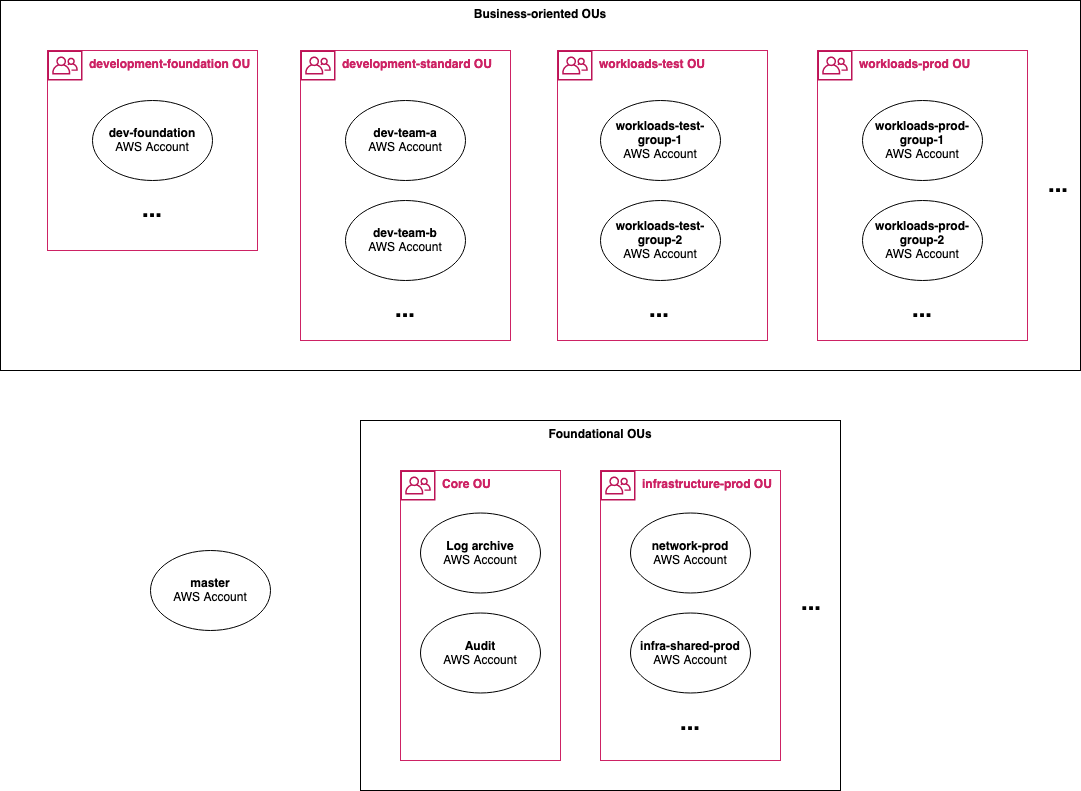 Business-oriented OUs
development-foundation OU
dev-foundation
AWS Account
...
development-standard OU
dev-team-a
AWS Account
dev-team-b
AWS Account
...
workloads-test OU
workloads-test-
group-1
AWS Account
workloads-test-
group-2
AWS Account
...
workloads-prod OU
workloads-prod-
group-1
AWS Account
workloads-prod-
group-2
AWS Account
...
...
master
AWS Account
Foundational OUs
Core OU
Log archive
AWS Account
Audit
AWS Account
infrastructure-prod OU
network-prod
AWS Account
infra-shared-prod
AWS Account
...
...